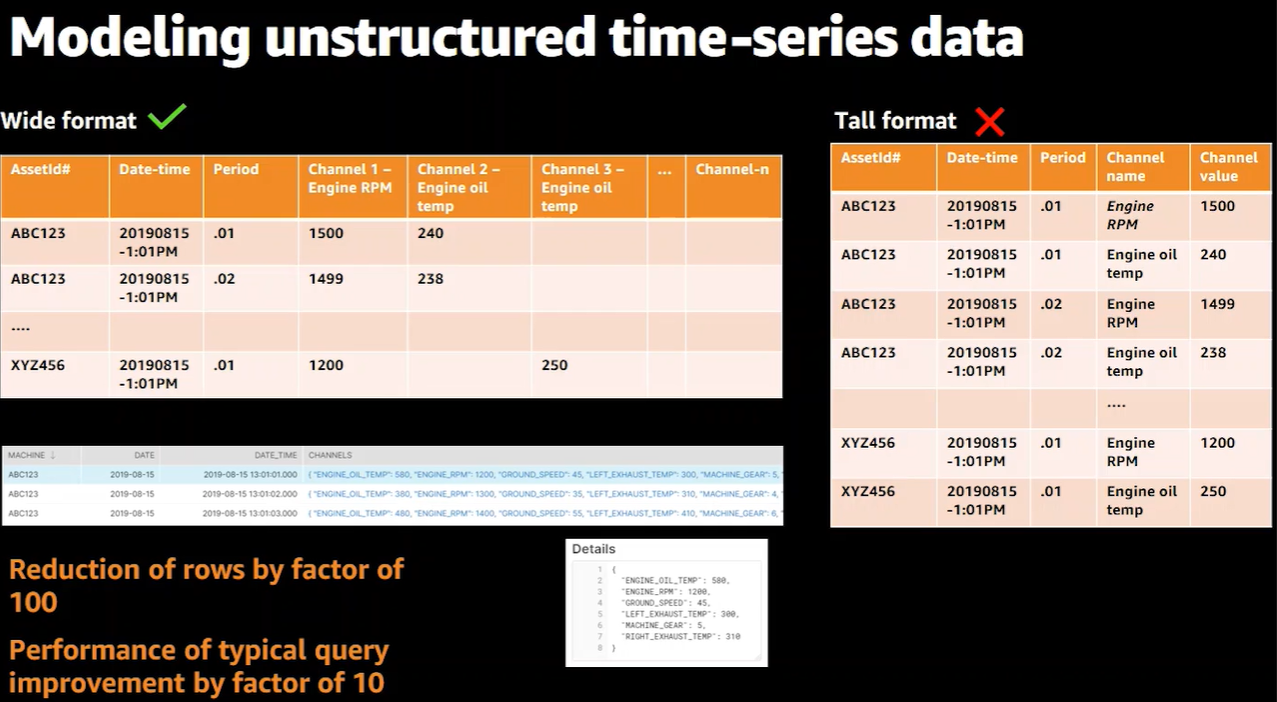 Modeling unstructured time-series data
Wide format
AssetId# Date-time Period Channel 1 – Engine RPM Channel 2 – Engine oil temp Channel 3 – Engine oil temp ... Channel-n
ABC123 20190815 -1:01PM .01 1500 240
ABC123 20190815 -1:01PM .02 1499 238
....
XYZ456 20190815 -1:01PM .01 1200 250
Tall format
AssetId# Date-time Period Channel name Channel value
ABC123 20190815 -1:01PM .01 Engine RPM 1500
ABC123 20190815 -1:01PM .01 Engine oil temp 240
ABC123 20190815 -1:01PM .02 Engine RPM 1499
ABC123 20190815 -1:01PM .02 Engine oil temp 238
....
XYZ456 20190815 -1:01PM .01 Engine RPM 1200
XYZ456 20190815 -1:01PM .01 Engine oil temp 250
MACHINE ↓ DATE DATE_TIME CHANNELS
ABC123 2019-08-15 2019-08-15 13:01:01.000 { "ENGINE_OIL_TEMP": 580, "ENGINE_RPM": 1200, "GROUND_SPEED": 45, "LEFT_EXHAUST_TEMP": 300, "MACHINE_GEAR": 5, "
ABC123 2019-08-15 2019-08-15 13:01:02.000 { "ENGINE_OIL_TEMP": 380, "ENGINE_RPM": 1300, "GROUND_SPEED": 35, "LEFT_EXHAUST_TEMP": 310, "MACHINE_GEAR": 4, "
ABC123 2019-08-15 2019-08-15 13:01:03.000 { "ENGINE_OIL_TEMP": 480, "ENGINE_RPM": 1400, "GROUND_SPEED": 55, "LEFT_EXHAUST_TEMP": 410, "MACHINE_GEAR": 6, "
Reduction of rows by factor of
100
Performance of typical query
improvement by factor of 10
Details
1 {
2 "ENGINE_OIL_TEMP": 580,
3 "ENGINE_RPM": 1200,
4 "GROUND_SPEED": 45,
5 "LEFT_EXHAUST_TEMP": 300,
6 "MACHINE_GEAR": 5,
7 "RIGHT_EXHAUST_TEMP": 310
8 }